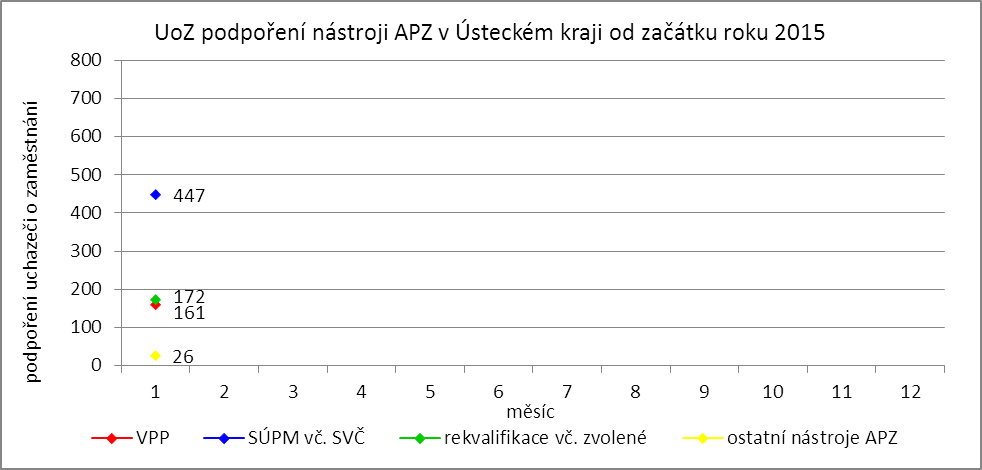 UoZ podpoření nástroji APZ v Ústeckém kraji od začátku roku 2015
podpoření uchazeči o zaměstnání
800
700
600
500
400
300
200
100
0
447
172
161
26
1 2 3 4 5 6 7 8 9 10 11 12
měsíc
VPP SÚPM vč. SVČ rekvalifikace vč. zvolené ostatní nástroje APZ